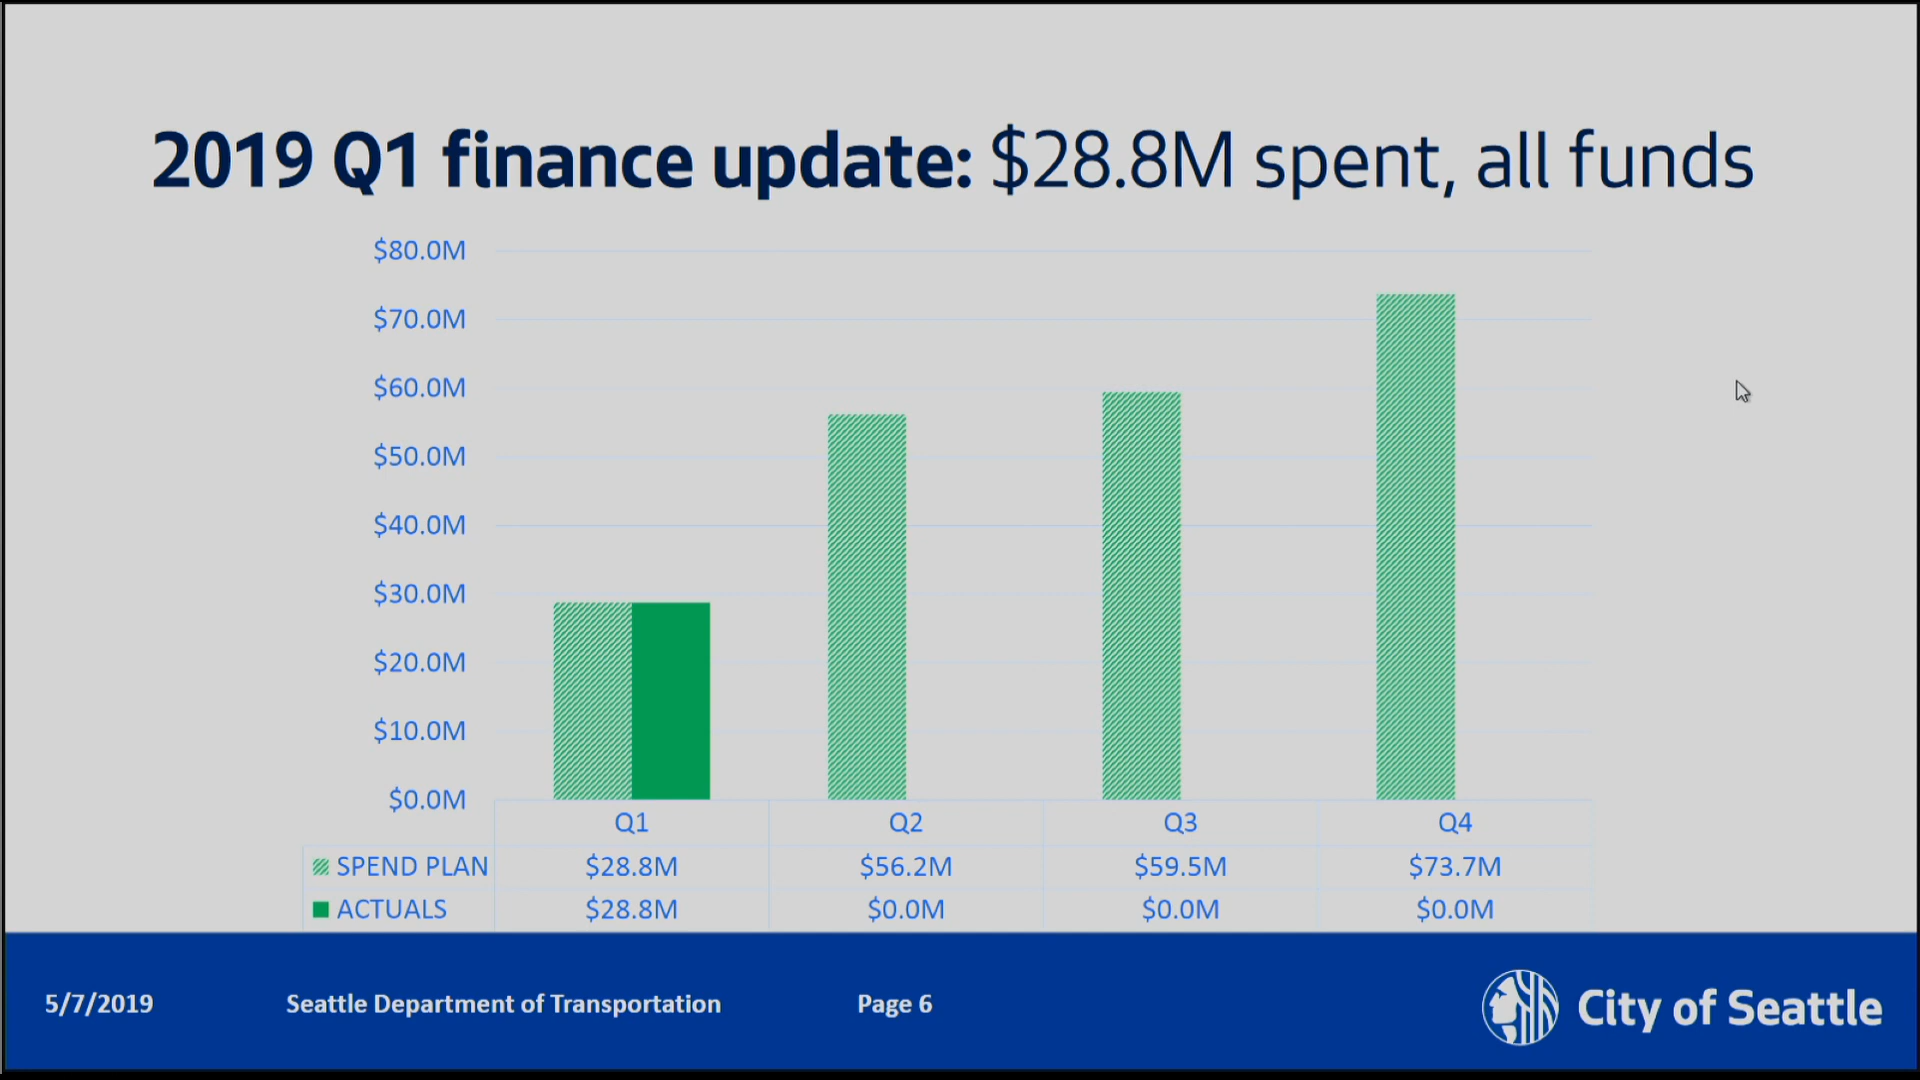 2019 Q1 finance update: $28.8M spent, all funds
$80.0M
$70.0M
$60.0M
$50.0M
$40.0M
$30.0M
$20.0M
$10.0M
$0.0M
Q1 Q2 Q3 Q4
SPEND PLAN $28.8M $56.2M $59.5M $73.7M
ACTUALS $28.8M $0.0M $0.0M $0.0M
5/7/2019 Seattle Department of Transportation Page 6 City of Seattle